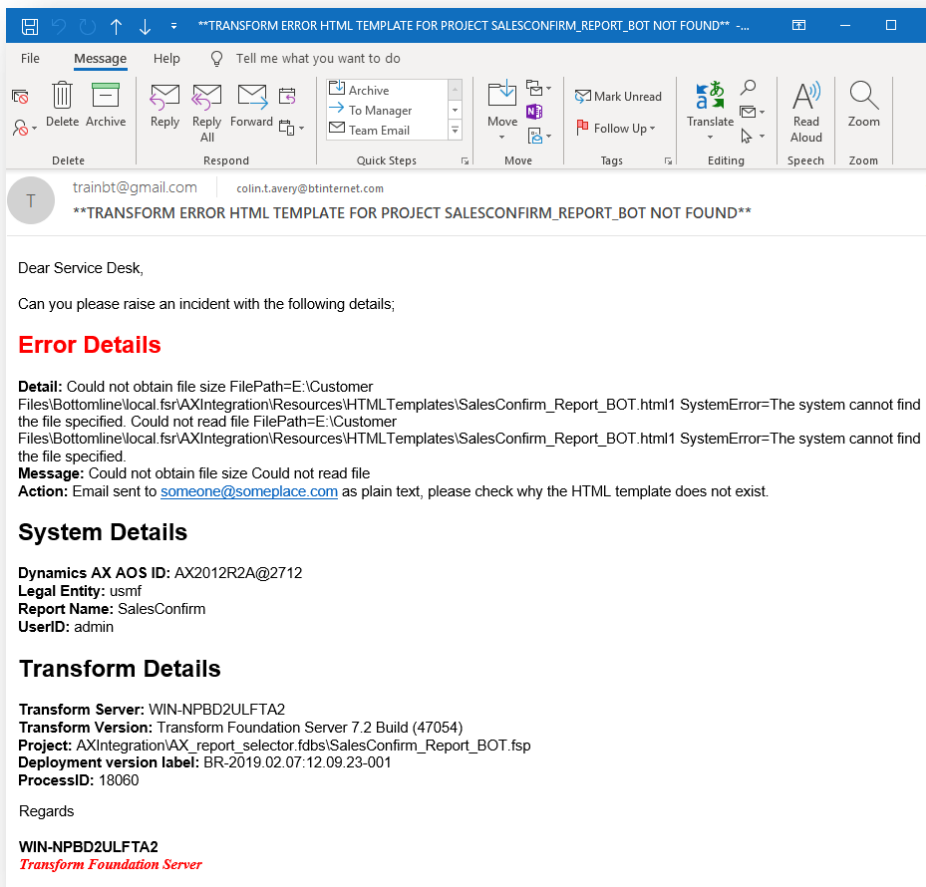 **TRANSFORM ERROR HTML TEMPLATE FOR PROJECT SALESCONFIRM_REPORT_BOT NOT FOUND** -...
File Message Help Tell me what you want to do
Delete Archive
Reply Reply All Forward
Archive
To Manager
Team Email
Move
Mark Unread
Follow Up
Translate
Read Aloud
Zoom
Delete Respond Quick Steps Move Tags Editing Speech Zoom
T
trainbt@gmail.com colin.t.avery@btinternet.com
**TRANSFORM ERROR HTML TEMPLATE FOR PROJECT SALESCONFIRM_REPORT_BOT NOT FOUND**
Dear Service Desk,
Can you please raise an incident with the following details;
Error Details
Detail: Could not obtain file size FilePath=E:\Customer
Files\Bottomline\local.fsr\AXIntegration\Resources\HTMLTemplates\SalesConfirm_Report_BOT.html1 SystemError=The system cannot find
the file specified. Could not read file FilePath=E:\Customer
Files\Bottomline\local.fsr\AXIntegration\Resources\HTMLTemplates\SalesConfirm_Report_BOT.html1 SystemError=The system cannot find
the file specified.
Message: Could not obtain file size Could not read file
Action: Email sent to someone@someplace.com as plain text, please check why the HTML template does not exist.
System Details
Dynamics AX AOS ID: AX2012R2A@2712
Legal Entity: usmf
Report Name: SalesConfirm
UserID: admin
Transform Details
Transform Server: WIN-NPBD2ULFTA2
Transform Version: Transform Foundation Server 7.2 Build (47054)
Project: AXIntegration\AX_report_selector.fdbs\SalesConfirm_Report_BOT.fsp
Deployment version label: BR-2019.02.07:12.09.23-001
ProcessID: 18060
Regards
WIN-NPBD2ULFTA2
Transform Foundation Server